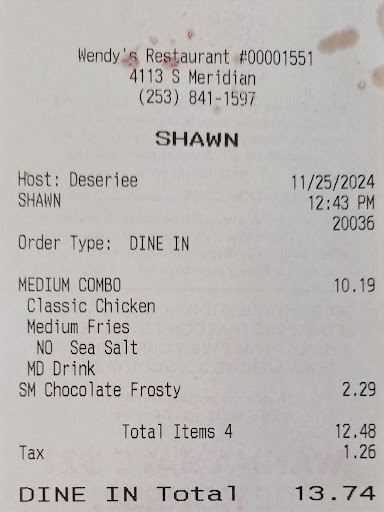 Wendy's Restaurant #00001551
4113 S Meridian
(253) 841-1597
SHAWN
Host: Deseriee 11/25/2024
SHAWN 12:43 PM
20036
Order Type: DINE IN
MEDIUM COMBO 10.19
Classic Chicken
Medium Fries
NO Sea Salt
MD Drink
SM Chocolate Frosty 2.29
Total Items 4 12.48
Tax 1.26
DINE IN Total 13.74